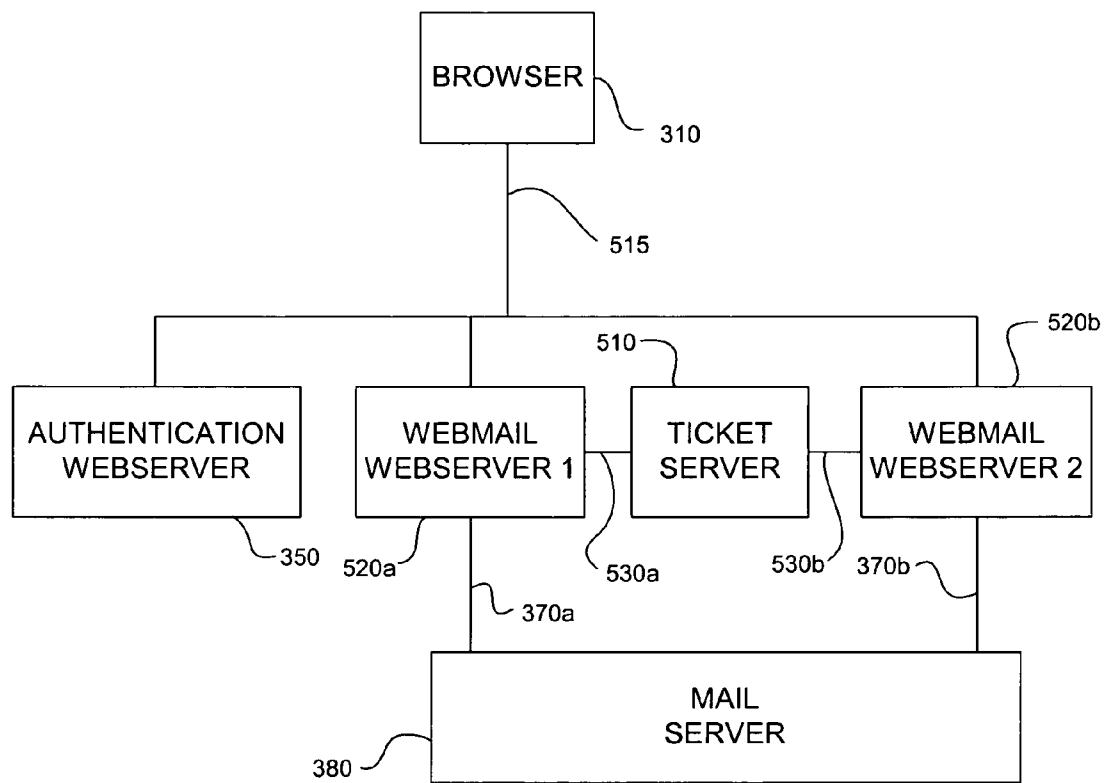 BROWSER
310
515
510
520b
AUTHENTICATION
WEBSERVER
WEBMAIL
WEBSERVER 1
TICKET
SERVER
WEBMAIL
WEBSERVER 2
350
520a
530a
530b
370b
370a
MAIL
SERVER
380